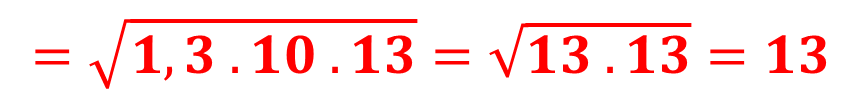 = √1,3 . 10 . 13 = √13 . 13 = 13